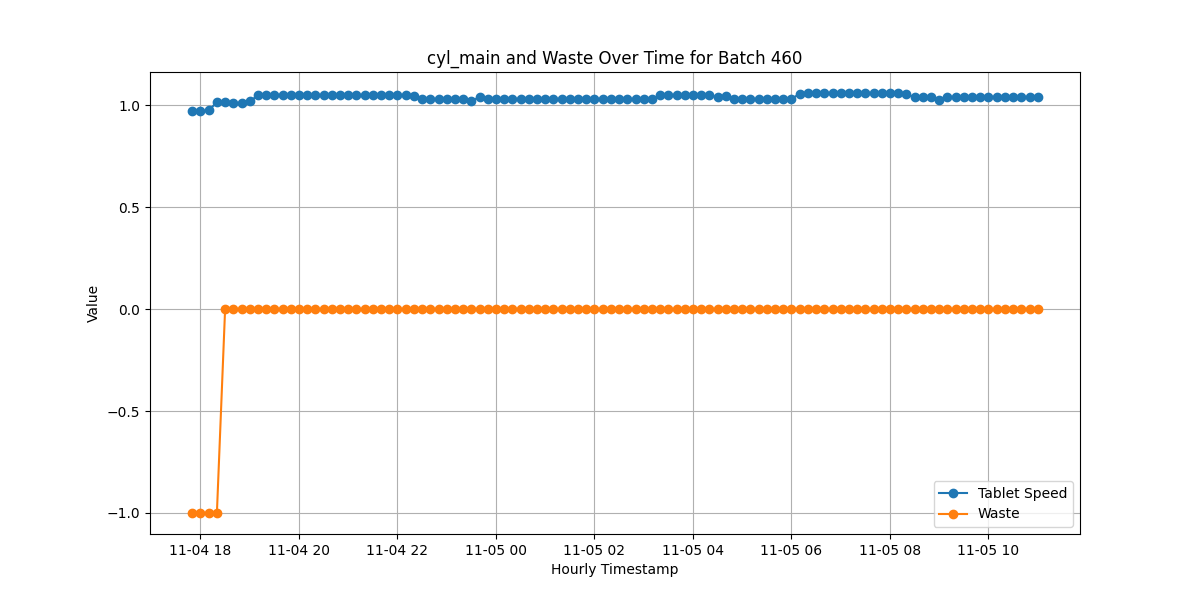 cyl_main and Waste Over Time for Batch 460
Value
1.0
0.5
0.0
−0.5
−1.0
Tablet Speed
Waste
11-04 18 11-04 20 11-04 22 11-05 00 11-05 02 11-05 04 11-05 06 11-05 08 11-05 10
Hourly Timestamp